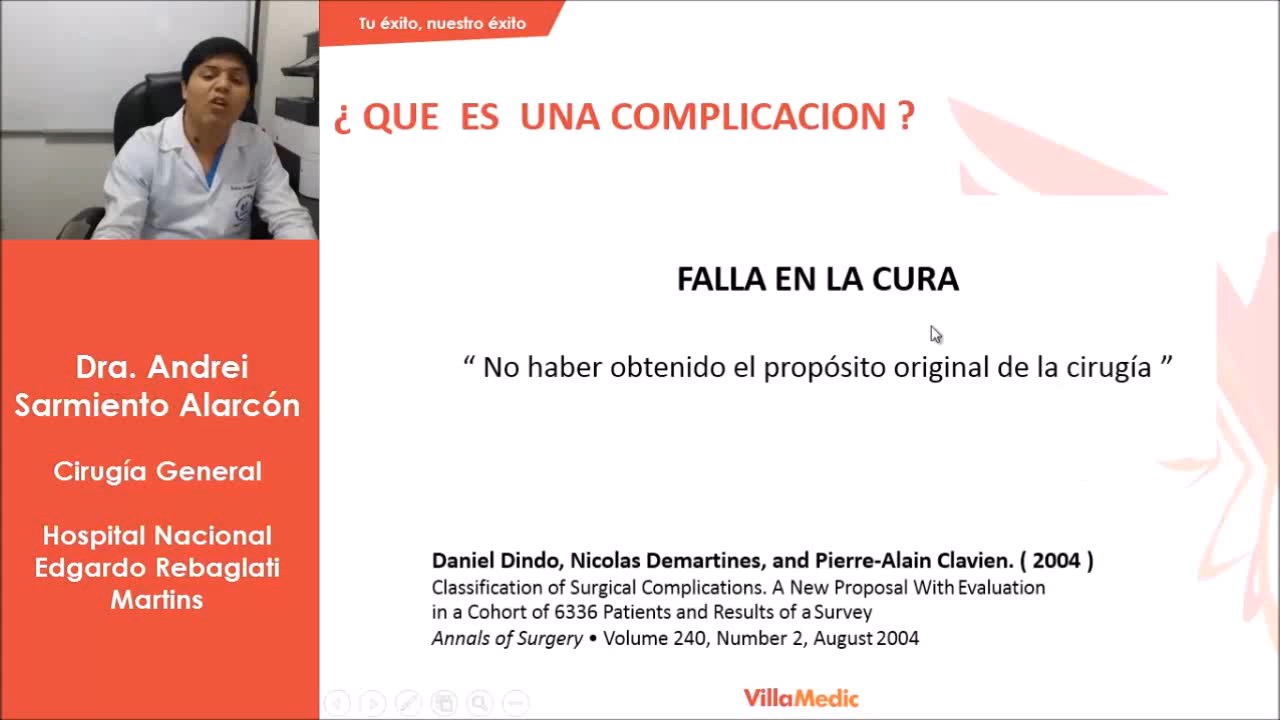 Tu éxito, nuestro éxito
¿ QUE ES UNA COMPLICACION ?
FALLA EN LA CURA
“ No haber obtenido el propósito original de la cirugía ”
Dra. Andrei
Sarmiento Alarcón
Cirugía General
Hospital Nacional
Edgardo Rebaglati
Martins
Daniel Dindo, Nicolas Demartines, and Pierre-Alain Clavien. ( 2004 )
Classification of Surgical Complications. A New Proposal With Evaluation
in a Cohort of 6336 Patients and Results of a Survey
Annals of Surgery • Volume 240, Number 2, August 2004
VillaMedic